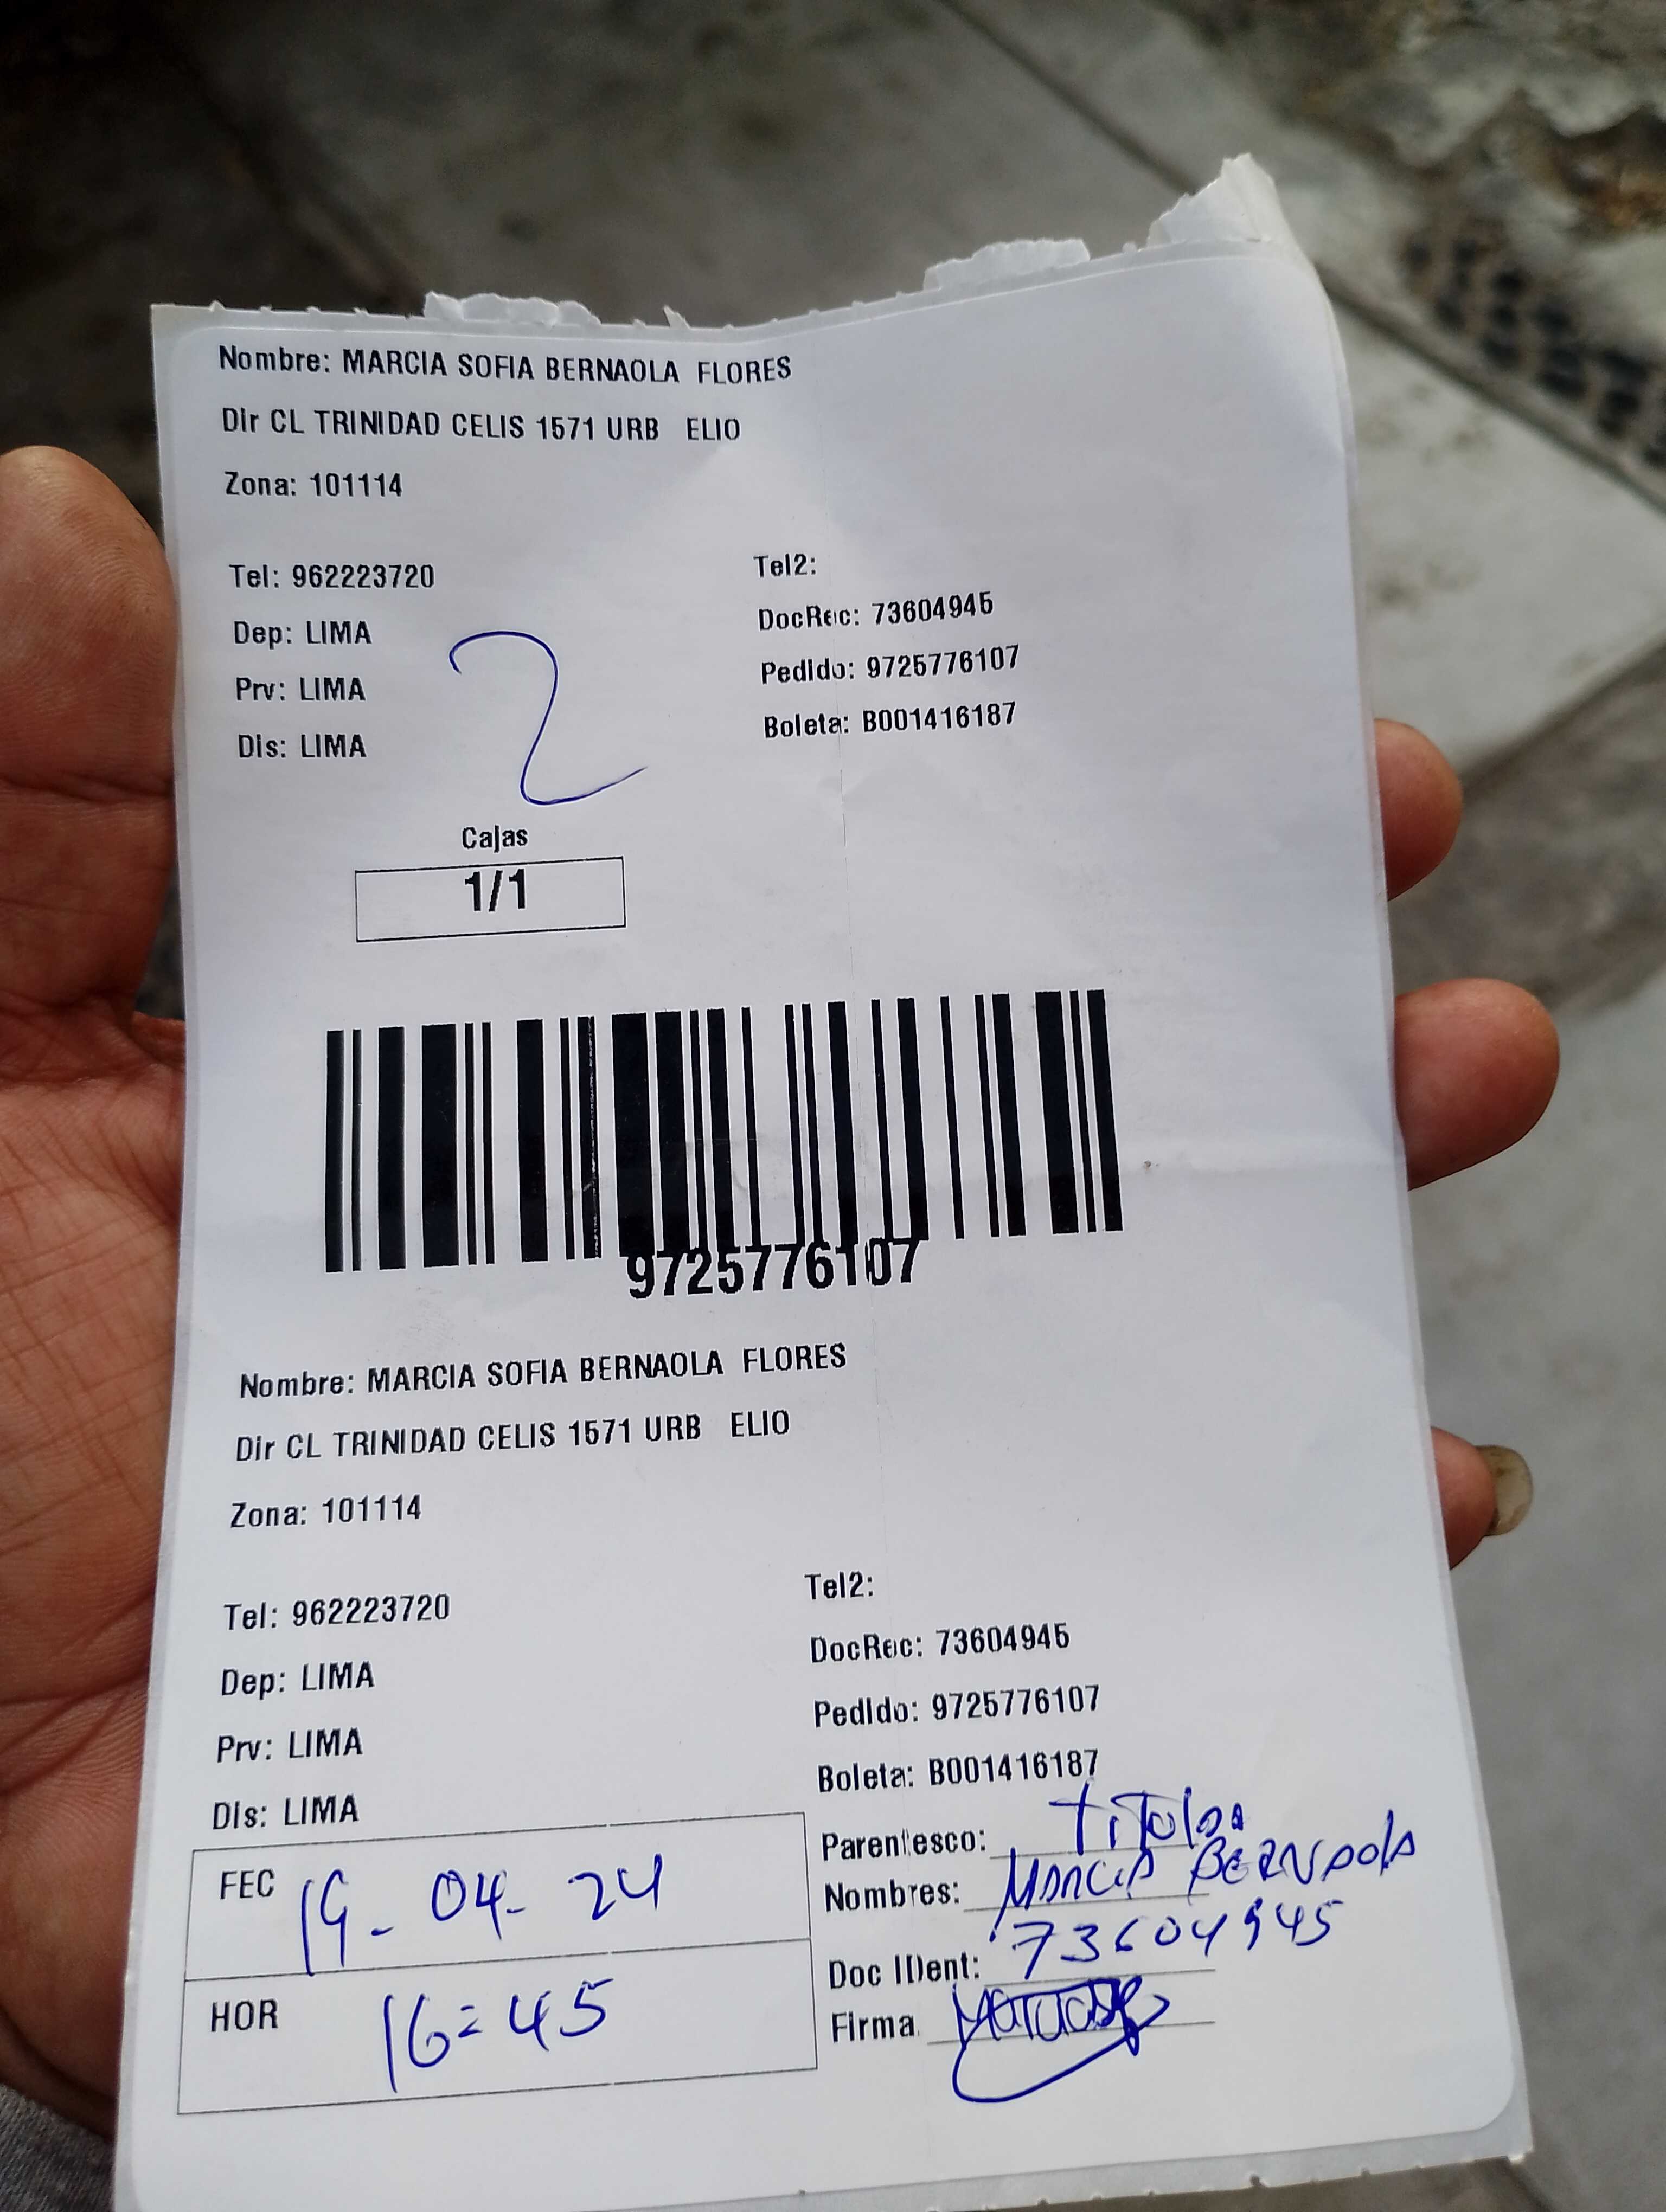 Nombre: MARCIA SOFIA BERNAOLA FLORES
Dir CL TRINIDAD CELIS 1571 URB ELIO
Zona: 101114
Tel: 962223720 Tel2:
Dep: LIMA DocRec: 73604945
Prv: LIMA Pedido: 9725776107
Dis: LIMA Boleta: B001416187
2
Cajas
1/1
9725776107
Nombre: MARCIA SOFIA BERNAOLA FLORES
Dir CL TRINIDAD CELIS 1571 URB ELIO
Zona: 101114
Tel: 962223720 Tel2:
Dep: LIMA DocRec: 73604945
Prv: LIMA Pedido: 9725776107
Dis: LIMA Boleta: B001416187
Parentesco: Titular
FEC 19-04-24 Nombres: MARCIA BERNAOLA
Doc IDent: 73604945
HOR 16:45 Firma